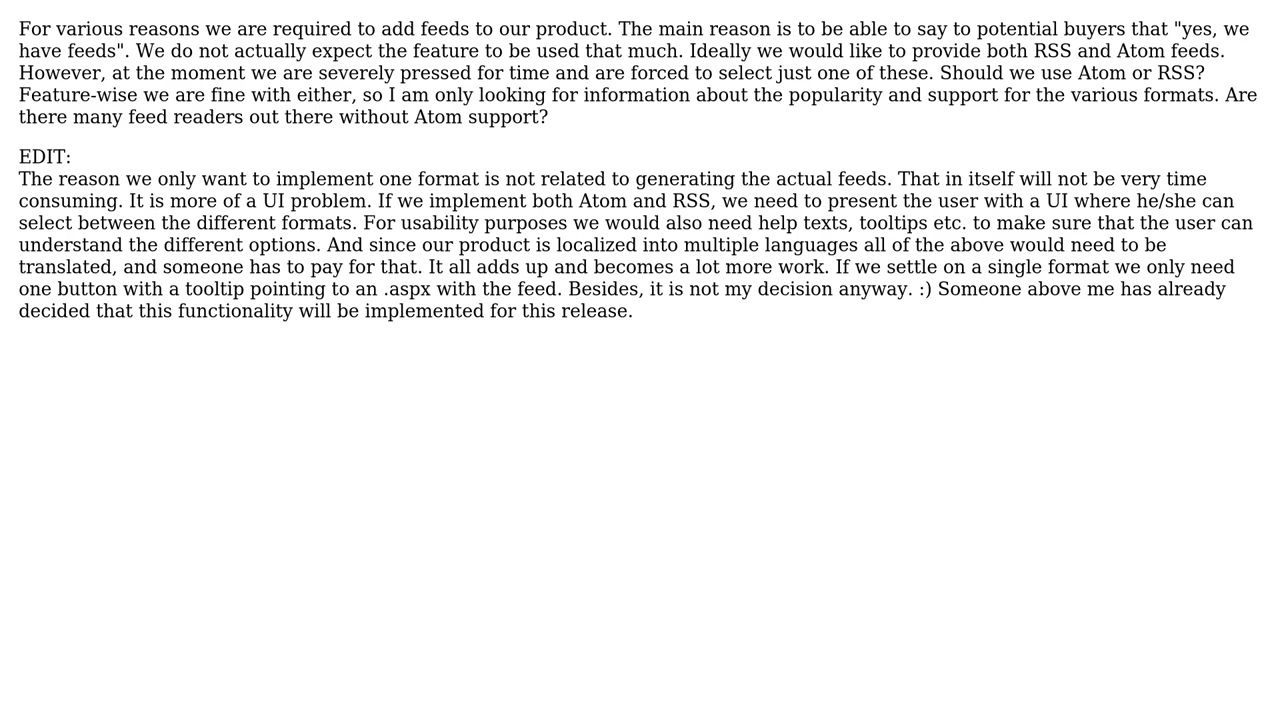 For various reasons we are required to add feeds to our product. The main reason is to be able to say to potential buyers that "yes, we
have feeds". We do not actually expect the feature to be used that much. Ideally we would like to provide both RSS and Atom feeds.
However, at the moment we are severely pressed for time and are forced to select just one of these. Should we use Atom or RSS?
Feature-wise we are fine with either, so I am only looking for information about the popularity and support for the various formats. Are
there many feed readers out there without Atom support?
EDIT:
The reason we only want to implement one format is not related to generating the actual feeds. That in itself will not be very time
consuming. It is more of a UI problem. If we implement both Atom and RSS, we need to present the user with a UI where he/she can
select between the different formats. For usability purposes we would also need help texts, tooltips etc. to make sure that the user can
understand the different options. And since our product is localized into multiple languages all of the above would need to be
translated, and someone has to pay for that. It all adds up and becomes a lot more work. If we settle on a single format we only need
one button with a tooltip pointing to an .aspx with the feed. Besides, it is not my decision anyway. :) Someone above me has already
decided that this functionality will be implemented for this release.